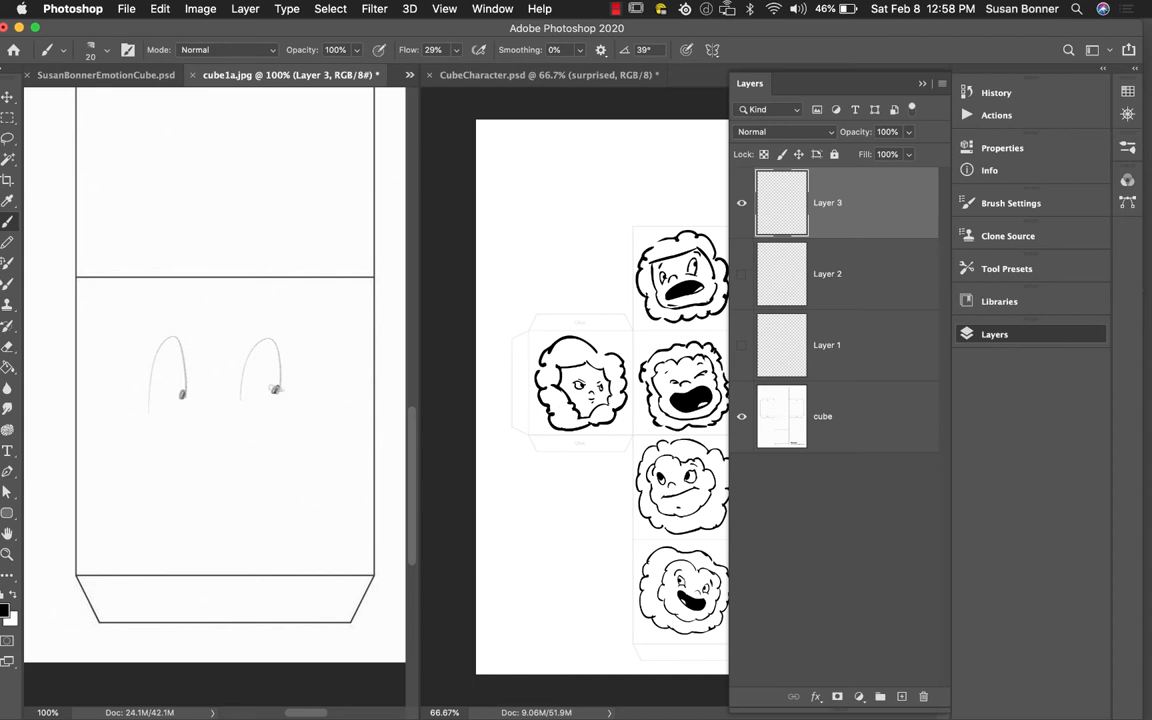 Photoshop File Edit Image Layer Type Select Filter 3D View Window Help 46% Sat Feb 8 12:58 PM Susan Bonner
Adobe Photoshop 2020
20 Mode: Normal Opacity: 100% Flow: 29% Smoothing: 0% 39°
SusanBonnerEmotionCube.psd cube1a.jpg @ 100% (Layer 3, RGB/8#) * CubeCharacter.psd @ 66.7% (surprised, RGB/8) *
Layers
Kind
Normal Opacity: 100%
Lock: Fill: 100%
Layer 3
Layer 2
Layer 1
cube
fx
History
Actions
Properties
Info
Brush Settings
Clone Source
Tool Presets
Libraries
Layers
100% Doc: 24.1M/42.1M 66.67% Doc: 9.06M/51.9M